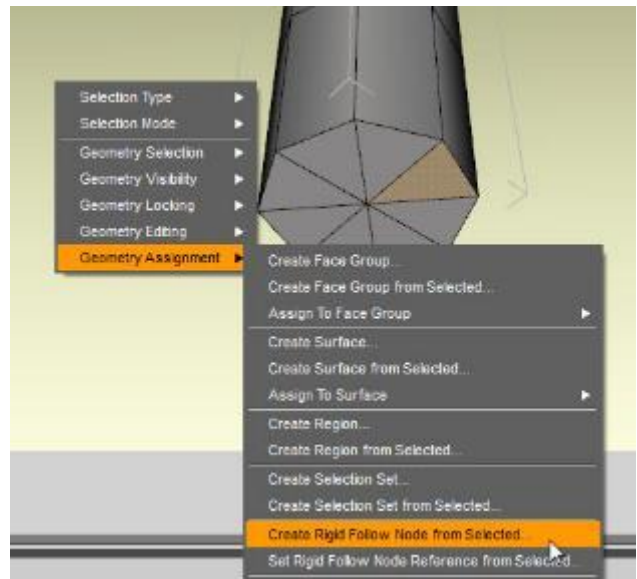 Selection Type
Selection Mode
Geometry Selection
Geometry Visibility
Geometry Locking
Geometry Editing
Geometry Assignment
Create Face Group...
Create Face Group from Selected...
Assign To Face Group
Create Surface...
Create Surface from Selected...
Assign To Surface
Create Region...
Create Region from Selected...
Create Selection Set...
Create Selection Set from Selected...
Create Rigid Follow Node from Selected...
Set Rigid Follow Node Reference from Selected...